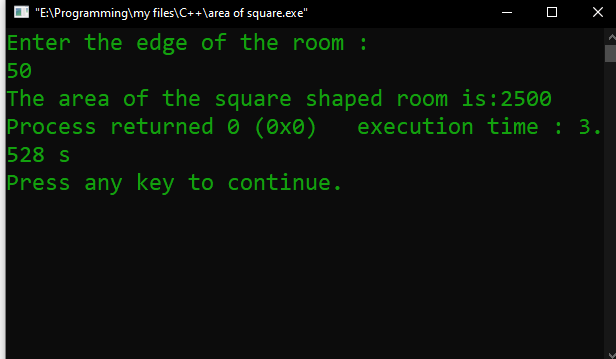 "E:\Programming\my files\C++\area of square.exe"
Enter the edge of the room :
50
The area of the square shaped room is:2500
Process returned 0 (0x0)   execution time : 3.
528 s
Press any key to continue.